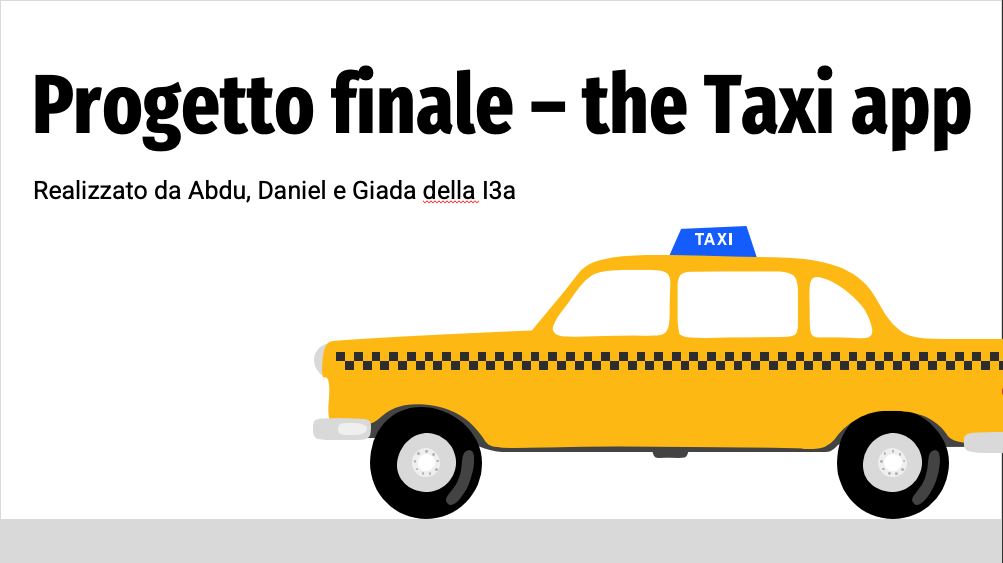 Progetto finale – the Taxi app
Realizzato da Abdu, Daniel e Giada della I3a
TAXI